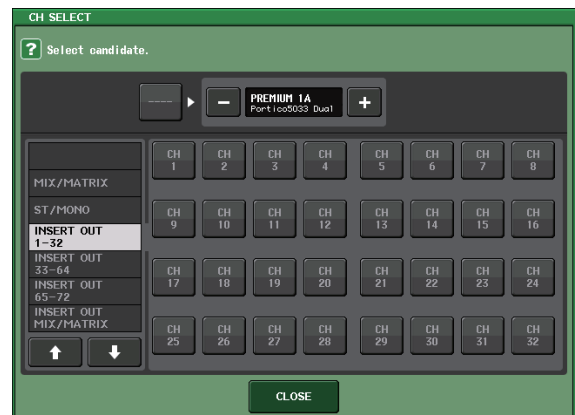 CH SELECT
? Select candidate.
----
PREMIUM 1A
Portico5033 Dual
MIX/MATRIX
ST/MONO
INSERT OUT
1-32
INSERT OUT
33-64
INSERT OUT
65-72
INSERT OUT
MIX/MATRIX
CH 1
CH 2
CH 3
CH 4
CH 5
CH 6
CH 7
CH 8
CH 9
CH 10
CH 11
CH 12
CH 13
CH 14
CH 15
CH 16
CH 17
CH 18
CH 19
CH 20
CH 21
CH 22
CH 23
CH 24
CH 25
CH 26
CH 27
CH 28
CH 29
CH 30
CH 31
CH 32
CLOSE